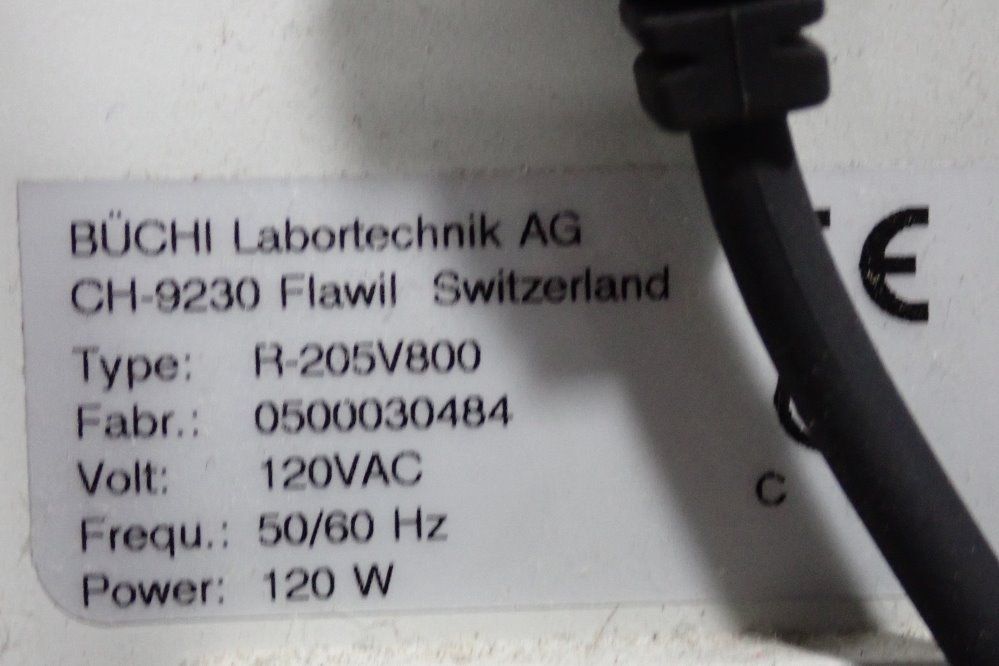 BÜCHI Labortechnik AG
CH-9230 Flawil Switzerland
Type: R-205V800
Fabr.: 0500030484
Volt: 120VAC
Frequ.: 50/60 Hz
Power: 120 W
C E
C